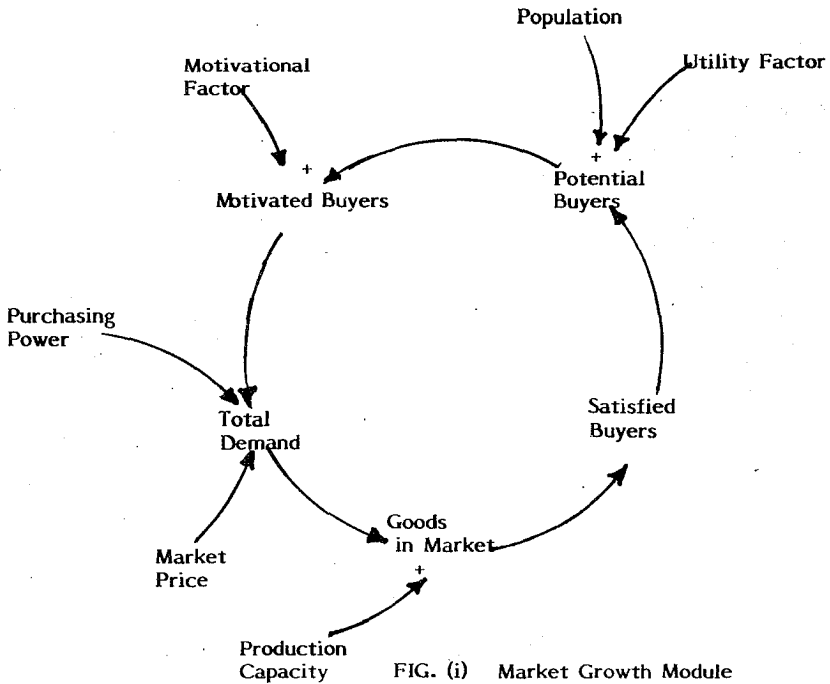 Population
Utility Factor
Motivational
Factor
+
Motivated Buyers
+
Potential
Buyers
Purchasing
Power
Total
Demand
Satisfied
Buyers
Goods
in Market
+
Market
Price
Production
Capacity
FIG. (i) Market Growth Module